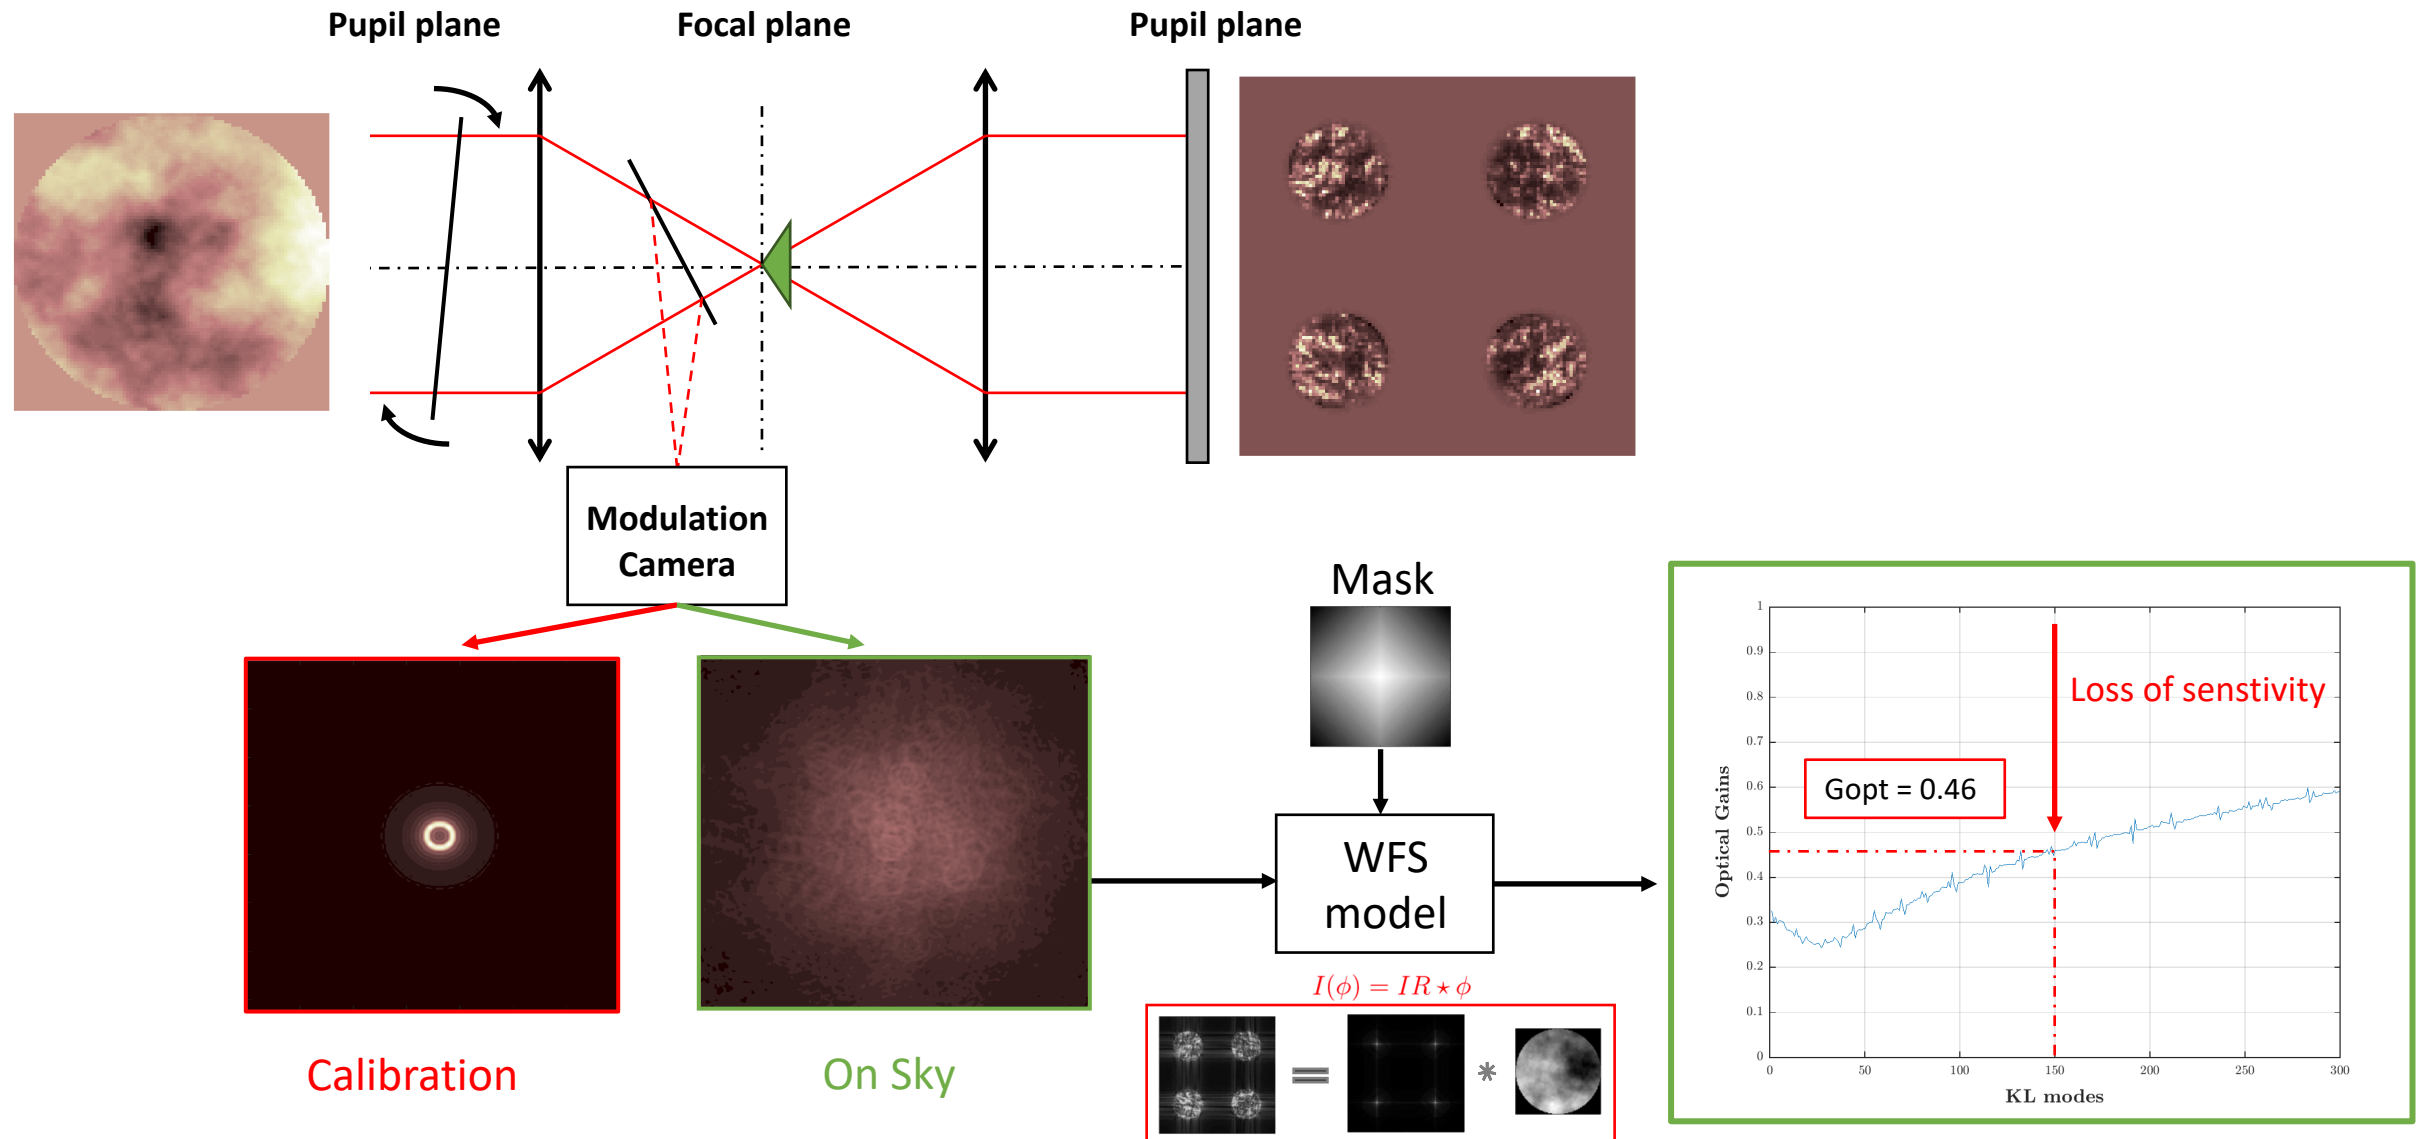 Pupil plane
Focal plane
Pupil plane
Modulation
Camera
Calibration
On Sky
Mask
WFS
model
I(ϕ) = IR ⋆ ϕ
= *
Loss of senstivity
Gopt = 0.46
Optical Gains
1
0.9
0.8
0.7
0.6
0.5
0.4
0.3
0.2
0.1
0
0 50 100 150 200 250 300
KL modes